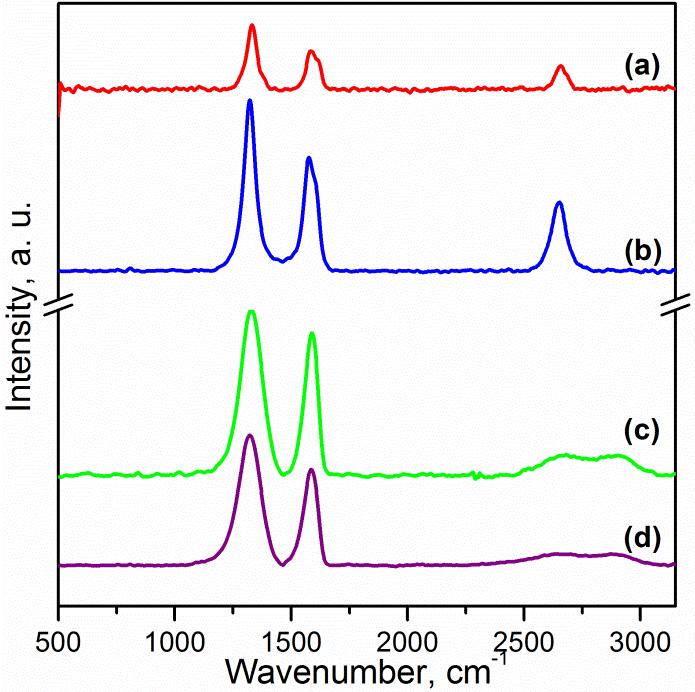 (a)
(b)
Intensity, a. u.
(c)
(d)
500 1000 1500 2000 2500 3000
Wavenumber, cm-1